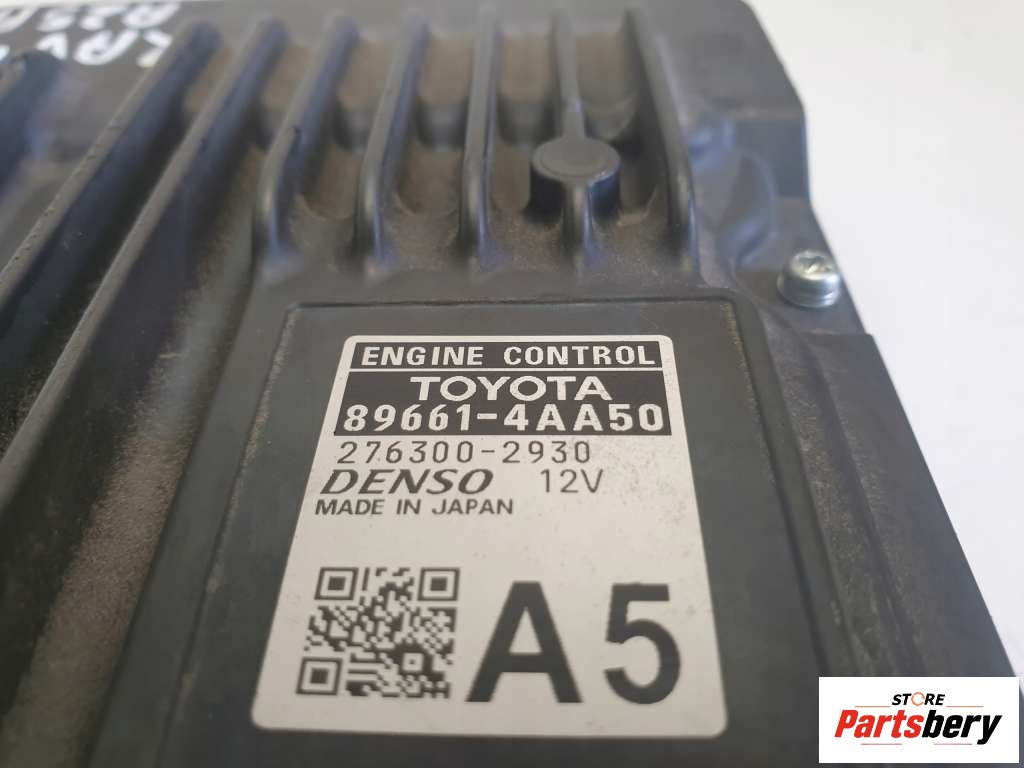 ENGINE CONTROL
TOYOTA
89661-4AA50
276300-2930
DENSO 12V
MADE IN JAPAN
A5
STORE
Partsbery